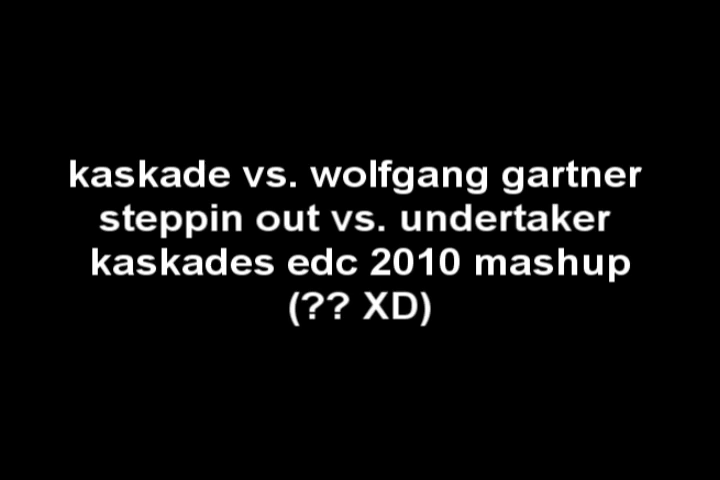 kaskade vs. wolfgang gartner
steppin out vs. undertaker
kaskades edc 2010 mashup
(?? XD)